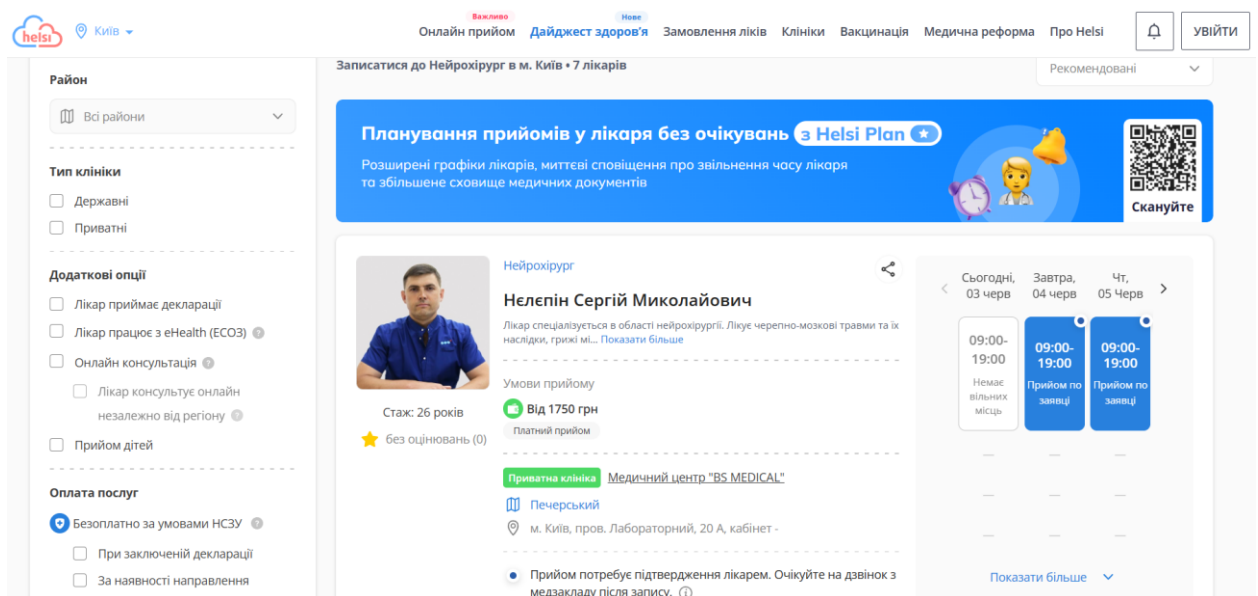 helsi
Київ
Важливо
Онлайн прийом
Нове
Дайджест здоров'я
Замовлення ліків
Клініки
Вакцинація
Медична реформа
Про Helsi
УВІЙТИ
Район
Всі райони
Тип клініки
Державні
Приватні
Додаткові опції
Лікар приймає декларації
Лікар працює з eHealth (ЕСОЗ) ?
Онлайн консультація ?
Лікар консультує онлайн
незалежно від регіону ?
Прийом дітей
Оплата послуг
Безоплатно за умовами НСЗУ ?
При заключеній декларації
За наявності направлення
Записатися до Нейрохірург в м. Київ • 7 лікарів
Рекомендовані
Планування прийомів у лікаря без очікувань з Helsi Plan
Розширені графіки лікарів, миттєві сповіщення про звільнення часу лікаря
та збільшене сховище медичних документів
Скануйте
Стаж: 26 років
без оцінювань (0)
Нейрохірург
Нєлєпін Сергій Миколайович
Лікар спеціалізується в області нейрохірургії. Лікує черепно-мозкові травми та їх
наслідки, грижі мі... Показати більше
Умови прийому
Від 1750 грн
Платний прийом
Приватна клініка Медичний центр "BS MEDICAL"
Печерський
м. Київ, пров. Лабораторний, 20 А, кабінет -
Прийом потребує підтвердження лікарем. Очікуйте на дзвінок з
медзакладу після запису.
Сьогодні,
03 черв
Завтра,
04 черв
Чт,
05 Черв
09:00-
19:00
Немає
вільних
місць
09:00-
19:00
Прийом по
заявці
09:00-
19:00
Прийом по
заявці
Показати більше